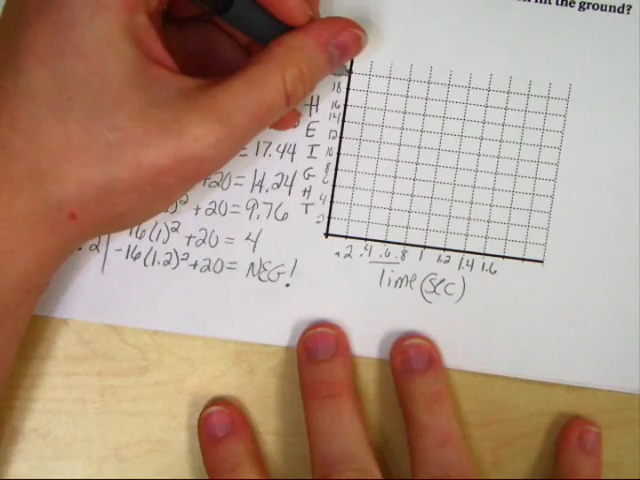 hit the ground?
18
16
14
12
10
8
6
4
2
H
E
I
G
H
T
= 17.44
+20 = 14.24
)² +20 = 9.76
-16(1)² +20 = 4
-16(1.2)² +20 = NEG!
.2 .4 .6 .8 1 1.2 1.4 1.6
time (sec)